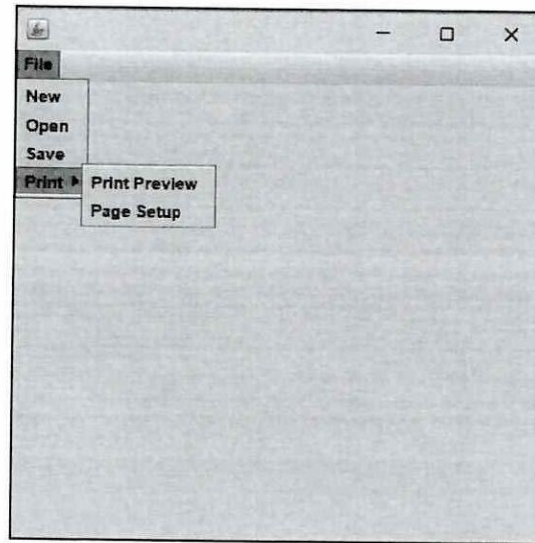 File
New
Open
Save
Print
Print Preview
Page Setup